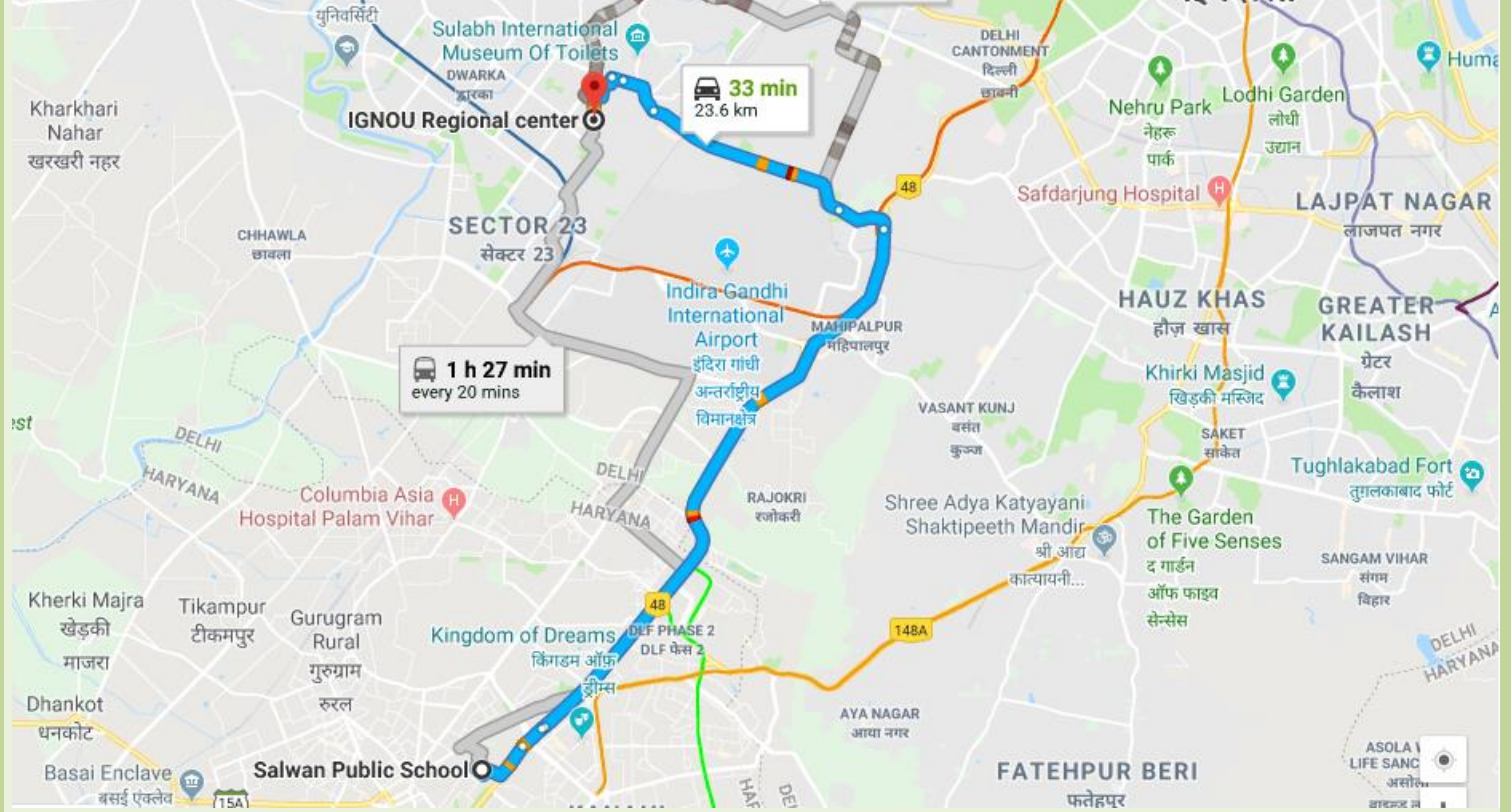 युनिवर्सिटी
Sulabh International
Museum Of Toilets
DWARKA
द्वारका
IGNOU Regional center
33 min
23.6 km
DELHI
CANTONMENT
दिल्ली
छावनी
Nehru Park
नेहरू
पार्क
Lodhi Garden
लोधी
उद्यान
Huma
Kharkhari
Nahar
खरखरी नहर
48
Safdarjung Hospital
H
LAJPAT NAGAR
लाजपत नगर
SECTOR 23
सेक्टर 23
CHHAWLA
छावला
Indira Gandhi
International
Airport
इंदिरा गांधी
अन्तर्राष्ट्रीय
विमानक्षेत्र
MAHIPALPUR
महिपालपुर
HAUZ KHAS
हौज़ खास
GREATER
KAILASH
ग्रेटर
कैलाश
A
1 h 27 min
every 20 mins
Khirki Masjid
खिड़की मस्जिद
VASANT KUNJ
वसंत
कुञ्ज
SAKET
साकेत
est
DELHI
HARYANA
DELHI
HARYANA
Columbia Asia
Hospital Palam Vihar
H
RAJOKRI
रजोकरी
Tughlakabad Fort
तुग़लकाबाद फोर्ट
Shree Adya Katyayani
Shaktipeeth Mandir
श्री आद्य
कात्यायनी...
The Garden
of Five Senses
द गार्डन
ऑफ फाइव
सेन्सेस
SANGAM VIHAR
संगम
विहार
Kherki Majra
खेड़की
माजरा
Tikampur
टीकमपुर
Gurugram
Rural
गुरुग्राम
रुरल
48
Kingdom of Dreams
किंगडम ऑफ़
ड्रीम्स
DLF PHASE 2
DLF फेस 2
148A
DELHI
HARYANA
Dhankot
धनकोट
AYA NAGAR
आया नगर
Basai Enclave
बसई एंक्लेव
15A
Salwan Public School
FATEHPUR BERI
फतेहपुर
HAR
DEL
ASOLA
LIFE SANC